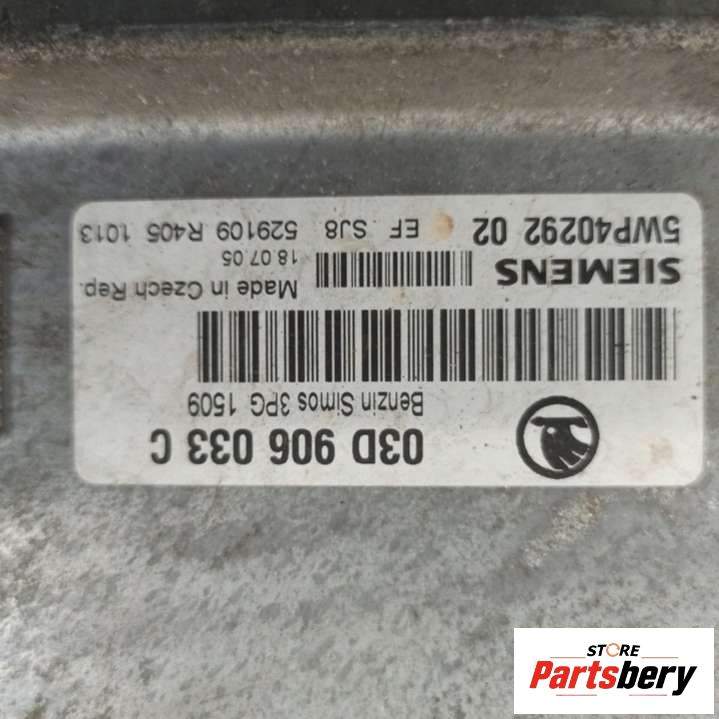 03D 906 033 C
Benzin Simos 3PG 1509
SIEMENS
Made in Czech Rep.
18.07.05
5WP40292 02 EF SJ8 529109 R405 1013
STORE
Partsbery